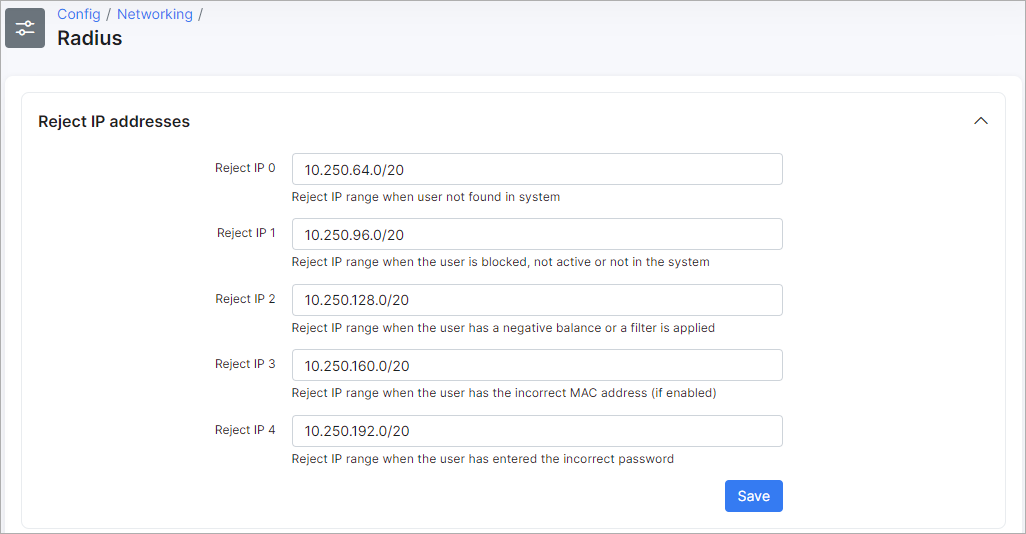 Config / Networking /
Radius
Reject IP addresses
Reject IP 0
10.250.64.0/20
Reject IP range when user not found in system
Reject IP 1
10.250.96.0/20
Reject IP range when the user is blocked, not active or not in the system
Reject IP 2
10.250.128.0/20
Reject IP range when the user has a negative balance or a filter is applied
Reject IP 3
10.250.160.0/20
Reject IP range when the user has the incorrect MAC address (if enabled)
Reject IP 4
10.250.192.0/20
Reject IP range when the user has entered the incorrect password
Save